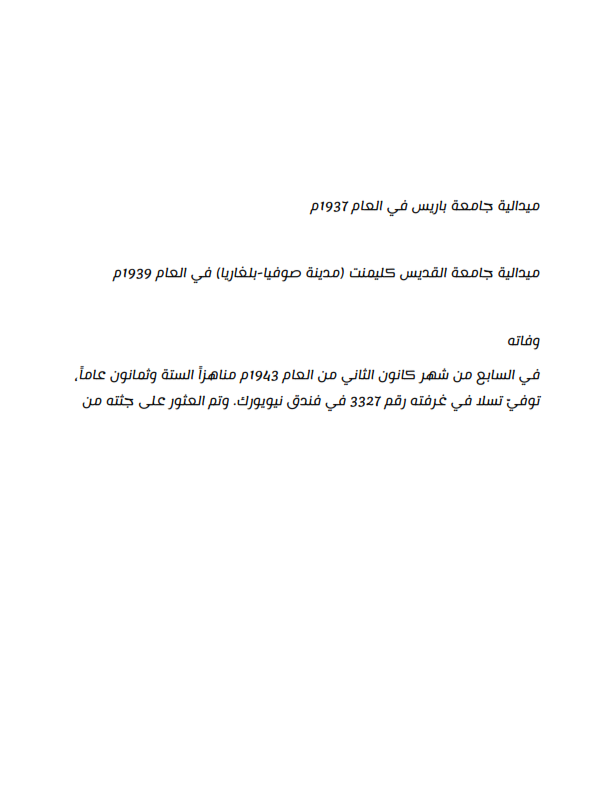 ميدالية جامعة باريس في العام 1937م
ميدالية جامعة القديس كليمنت (مدينة صوفيا-بلغاريا) في العام 1939م
وفاته
في السابع من شهر كانون الثاني من العام 1943م مناهزاً الستة وثمانون عاماً،
توفيّ تسلا في غرفته رقم 3327 في فندق نيويورك. وتم العثور على جثته من